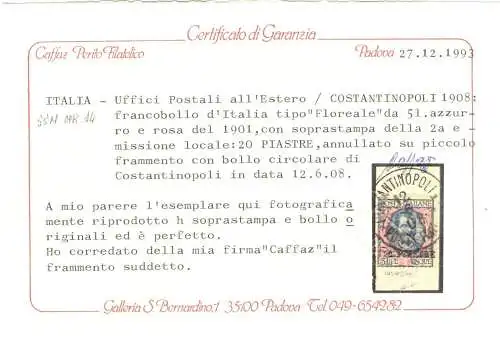 Certificato di Garanzia
Caffaz Perito Filatelico
Padova 27.12.1993
ITALIA - Uffici Postali all'Estero / COSTANTINOPOLI 1908:
francobollo d'Italia tipo"Floreale"da 5l.azzur-
ro e rosa del 1901,con soprastampa della 2a e-
missione locale:20 PIASTRE,annullato su piccolo
frammento con bollo circolare di
Costantinopoli in data 12.6.08.
A mio parere l'esemplare qui fotografica
mente riprodotto h soprastampa e bollo o
riginali ed è perfetto.
Ho corredato della mia firma"Caffaz"il
frammento suddetto.
Caffaz
COSTANTINOPOLI
Galleria S. Bernardino,1 35100 Padova Tel. 049-654282